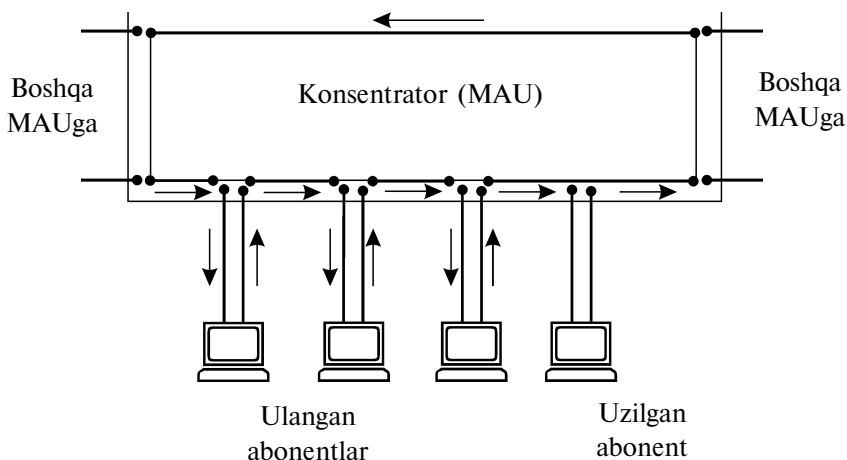 Boshqa
MAUga
Konsentrator (MAU)
Boshqa
MAUga
Ulangan
abonentlar
Uzilgan
abonent